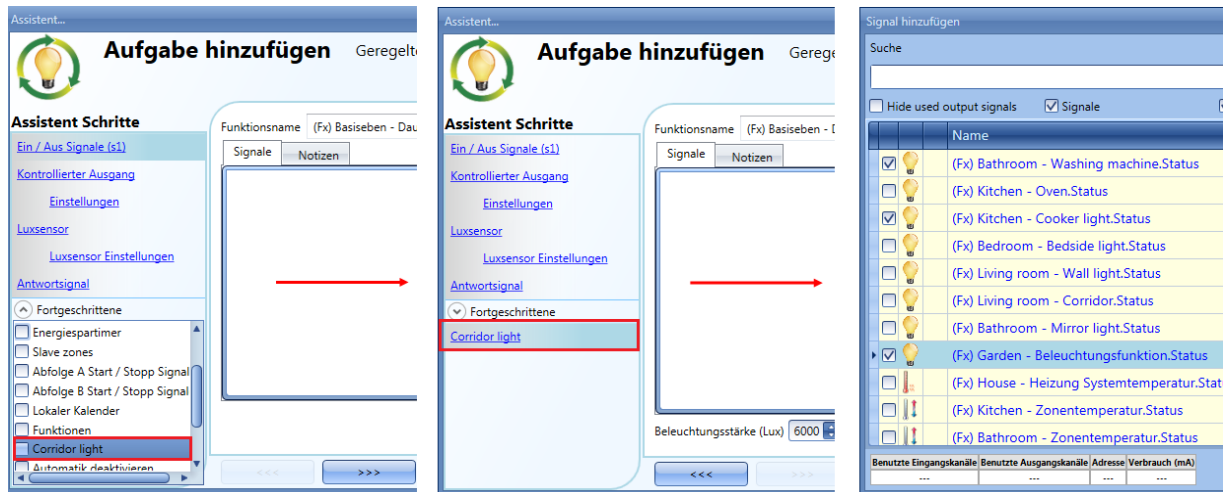 Assistent...
Aufgabe hinzufügen Geregelt
Assistent Schritte
Ein / Aus Signale (s1)
Kontrollierter Ausgang
Einstellungen
Luxsensor
Luxsensor Einstellungen
Antwortsignal
Fortgeschrittene
Energiespartimer
Slave zones
Abfolge A Start / Stopp Signal
Abfolge B Start / Stopp Signal
Lokaler Kalender
Funktionen
Corridor light
Automatik deaktivieren
Funktionsname (Fx) Basiseben - Dau
Signale Notizen
<<< >>>
Assistent...
Aufgabe hinzufügen Gerege
Assistent Schritte
Ein / Aus Signale (s1)
Kontrollierter Ausgang
Einstellungen
Luxsensor
Luxsensor Einstellungen
Antwortsignal
Fortgeschrittene
Corridor light
Funktionsname (Fx) Basiseben - D
Signale Notizen
Beleuchtungsstärke (Lux) 6000
<<< >>>
Signal hinzufügen
Suche
Hide used output signals Signale
Name
(Fx) Bathroom - Washing machine.Status
(Fx) Kitchen - Oven.Status
(Fx) Kitchen - Cooker light.Status
(Fx) Bedroom - Bedside light.Status
(Fx) Living room - Wall light.Status
(Fx) Living room - Corridor.Status
(Fx) Bathroom - Mirror light.Status
(Fx) Garden - Beleuchtungsfunktion.Status
(Fx) House - Heizung Systemtemperatur.Stat
(Fx) Kitchen - Zonentemperatur.Status
(Fx) Bathroom - Zonentemperatur.Status
Benutzte Eingangskanäle Benutzte Ausgangskanäle Adresse Verbrauch (mA)
--- --- --- ---